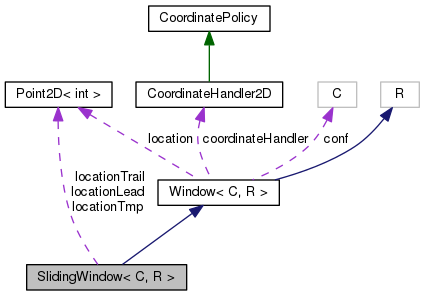 CoordinatePolicy
Point2D< int >
CoordinateHandler2D
C
R
location
coordinateHandler
conf
locationTrail
locationLead
locationTmp
Window< C, R >
SlidingWindow< C, R >